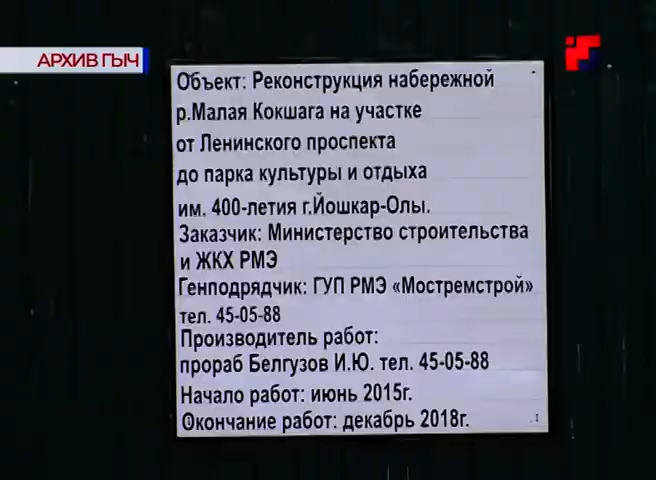 АРХИВ ГЫЧ
Объект: Реконструкция набережной
р.Малая Кокшага на участке
от Ленинского проспекта
до парка культуры и отдыха
им. 400-летия г.Йошкар-Олы.
Заказчик: Министерство строительства
и ЖКХ РМЭ
Генподрядчик: ГУП РМЭ «Мостремстрой»
тел. 45-05-88
Производитель работ:
прораб Белгузов И.Ю. тел. 45-05-88
Начало работ: июнь 2015г.
Окончание работ: декабрь 2018г.